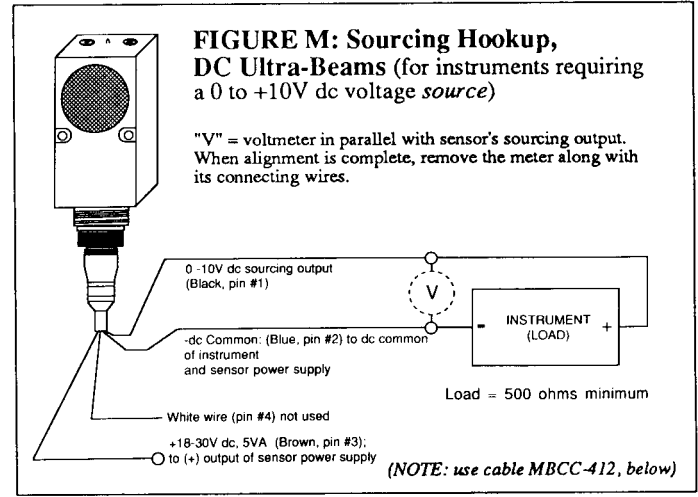 FIGURE M: Sourcing Hookup,
DC Ultra-Beams (for instruments requiring
a 0 to +10V dc voltage source)
"V" = voltmeter in parallel with sensor's sourcing output.
When alignment is complete, remove the meter along with
its connecting wires.
0 -10V dc sourcing output
(Black, pin #1)
V
-dc Common: (Blue, pin #2) to dc common
of instrument
and sensor power supply
- INSTRUMENT +
(LOAD)
Load = 500 ohms minimum
White wire (pin #4) not used
+18-30V dc, 5VA (Brown, pin #3);
to (+) output of sensor power supply
(NOTE: use cable MBCC-412, below)